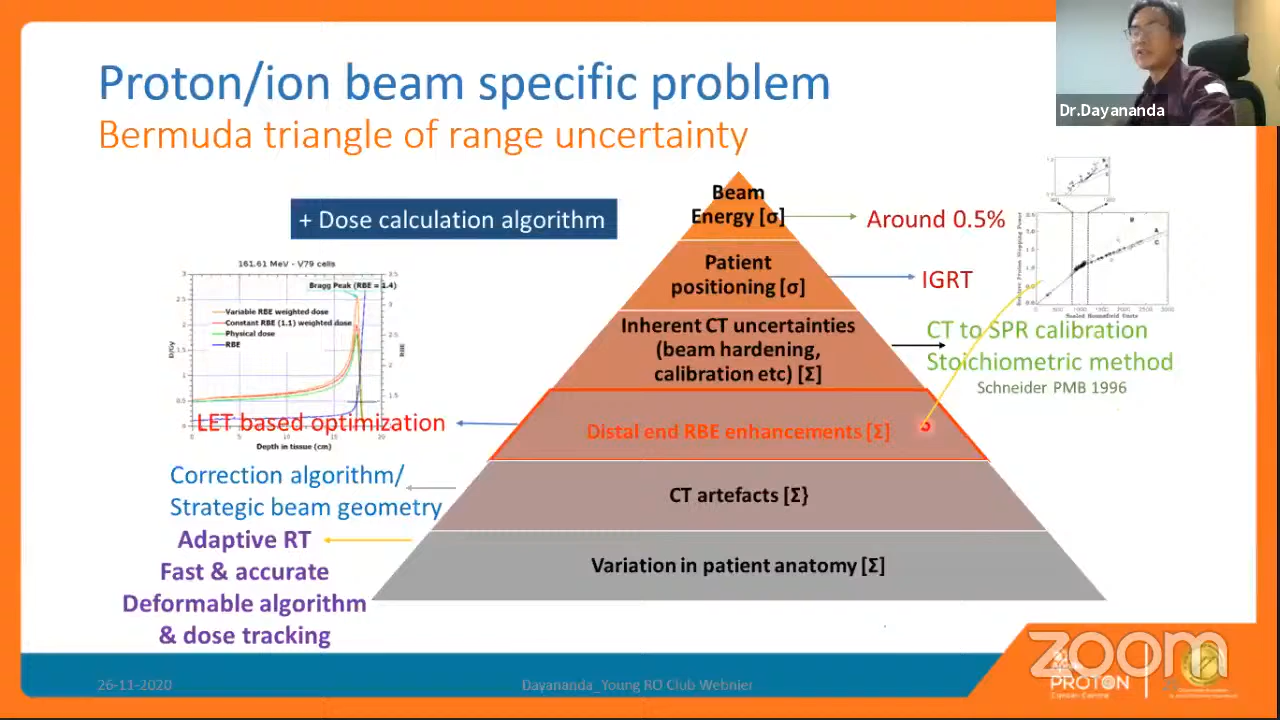 Proton/ion beam specific problem
Bermuda triangle of range uncertainty
Dr.Dayananda
+ Dose calculation algorithm
Beam
Energy [σ]
Around 0.5%
Patient
positioning [σ]
IGRT
Inherent CT uncertainties
(beam hardening,
calibration etc) [Σ]
CT to SPR calibration
Stoichiometric method
Schneider PMB 1996
161.61 MeV - V79 cells
Bragg Peak (RBE = 1.4)
Variable RBE weighted dose
Constant RBE (1.1) weighted dose
Physical dose
RBE
D/Gy
RBE
Depth in tissue (cm)
Scaled Hounsfield Units
LET based optimization
Distal end RBE enhancements [Σ]
Correction algorithm/
Strategic beam geometry
CT artefacts [Σ}
Adaptive RT
Fast & accurate
Deformable algorithm
& dose tracking
Variation in patient anatomy [Σ]
26-11-2020
Dayananda_Young RO Club Webnier
zoom
PROTON